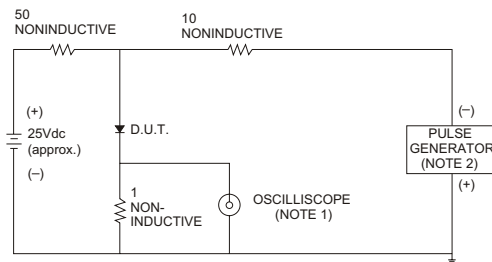 50
NONINDUCTIVE
10
NONINDUCTIVE
(+)
25Vdc
(approx.)
(–)
D.U.T.
1
NON-
INDUCTIVE
OSCILLISCOPE
(NOTE 1)
(–)
PULSE
GENERATOR
(NOTE 2)
(+)